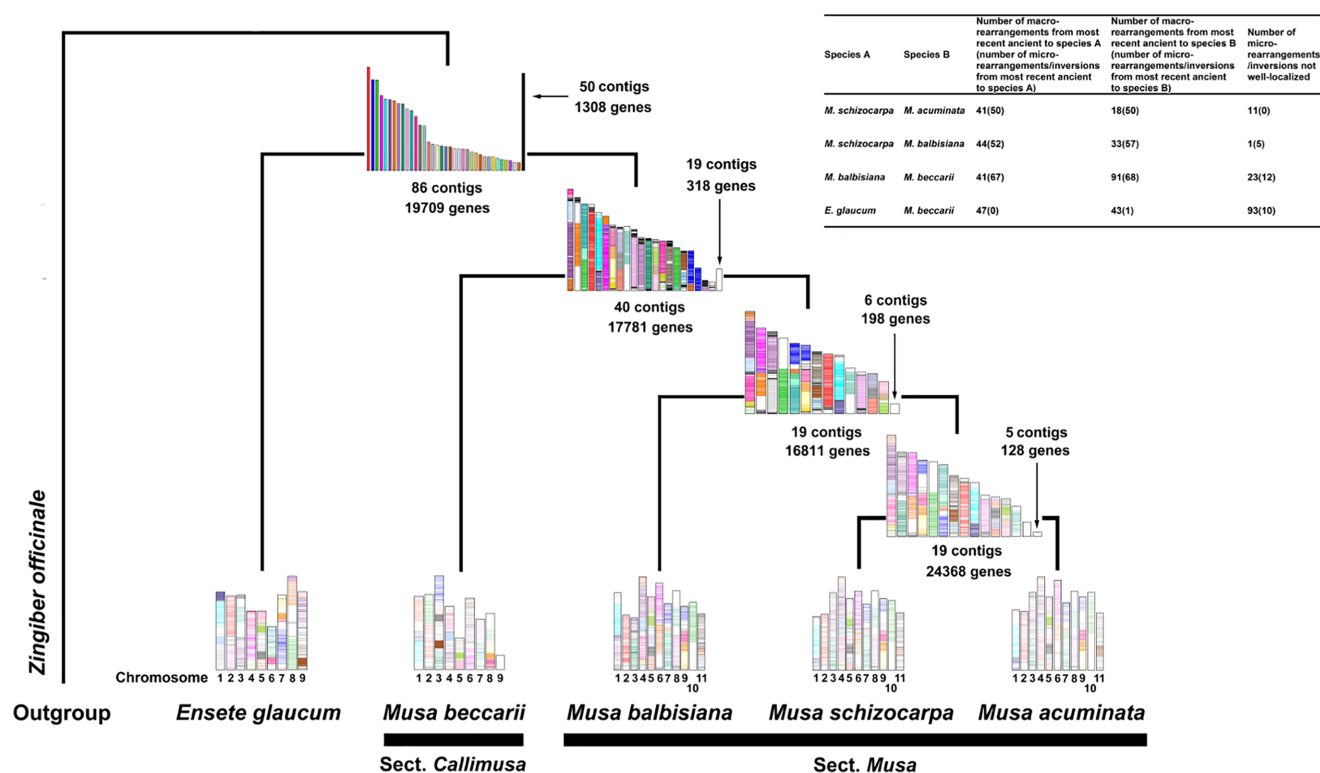 Species A
Species B
Number of macro-
rearrangements from most
recent ancient to species A
(number of micro-
rearrangements/inversions
from most recent ancient
to species A)
Number of macro-
rearrangements from most
recent ancient to species B
(number of micro-
rearrangements/inversions
from most recent ancient
to species B)
Number of
micro-
rearrangements
/inversions not
well-localized
M. schizocarpa M. acuminata 41(50) 18(50) 11(0)
M. schizocarpa M. balbisiana 44(52) 33(57) 1(5)
M. balbisiana M. beccarii 41(67) 91(68) 23(12)
E. glaucum M. beccarii 47(0) 43(1) 93(10)
50 contigs
1308 genes
86 contigs
19709 genes
19 contigs
318 genes
40 contigs
17781 genes
6 contigs
198 genes
19 contigs
16811 genes
5 contigs
128 genes
19 contigs
24368 genes
Zingiber officinale
Chromosome
1 2 3 4 5 6 7 8 9
1 2 3 4 5 6 7 8 9
1 2 3 4 5 6 7 8 9 11
10
1 2 3 4 5 6 7 8 9 11
10
1 2 3 4 5 6 7 8 9 11
10
Outgroup
Ensete glaucum
Musa beccarii
Musa balbisiana
Musa schizocarpa
Musa acuminata
Sect. Callimusa
Sect. Musa